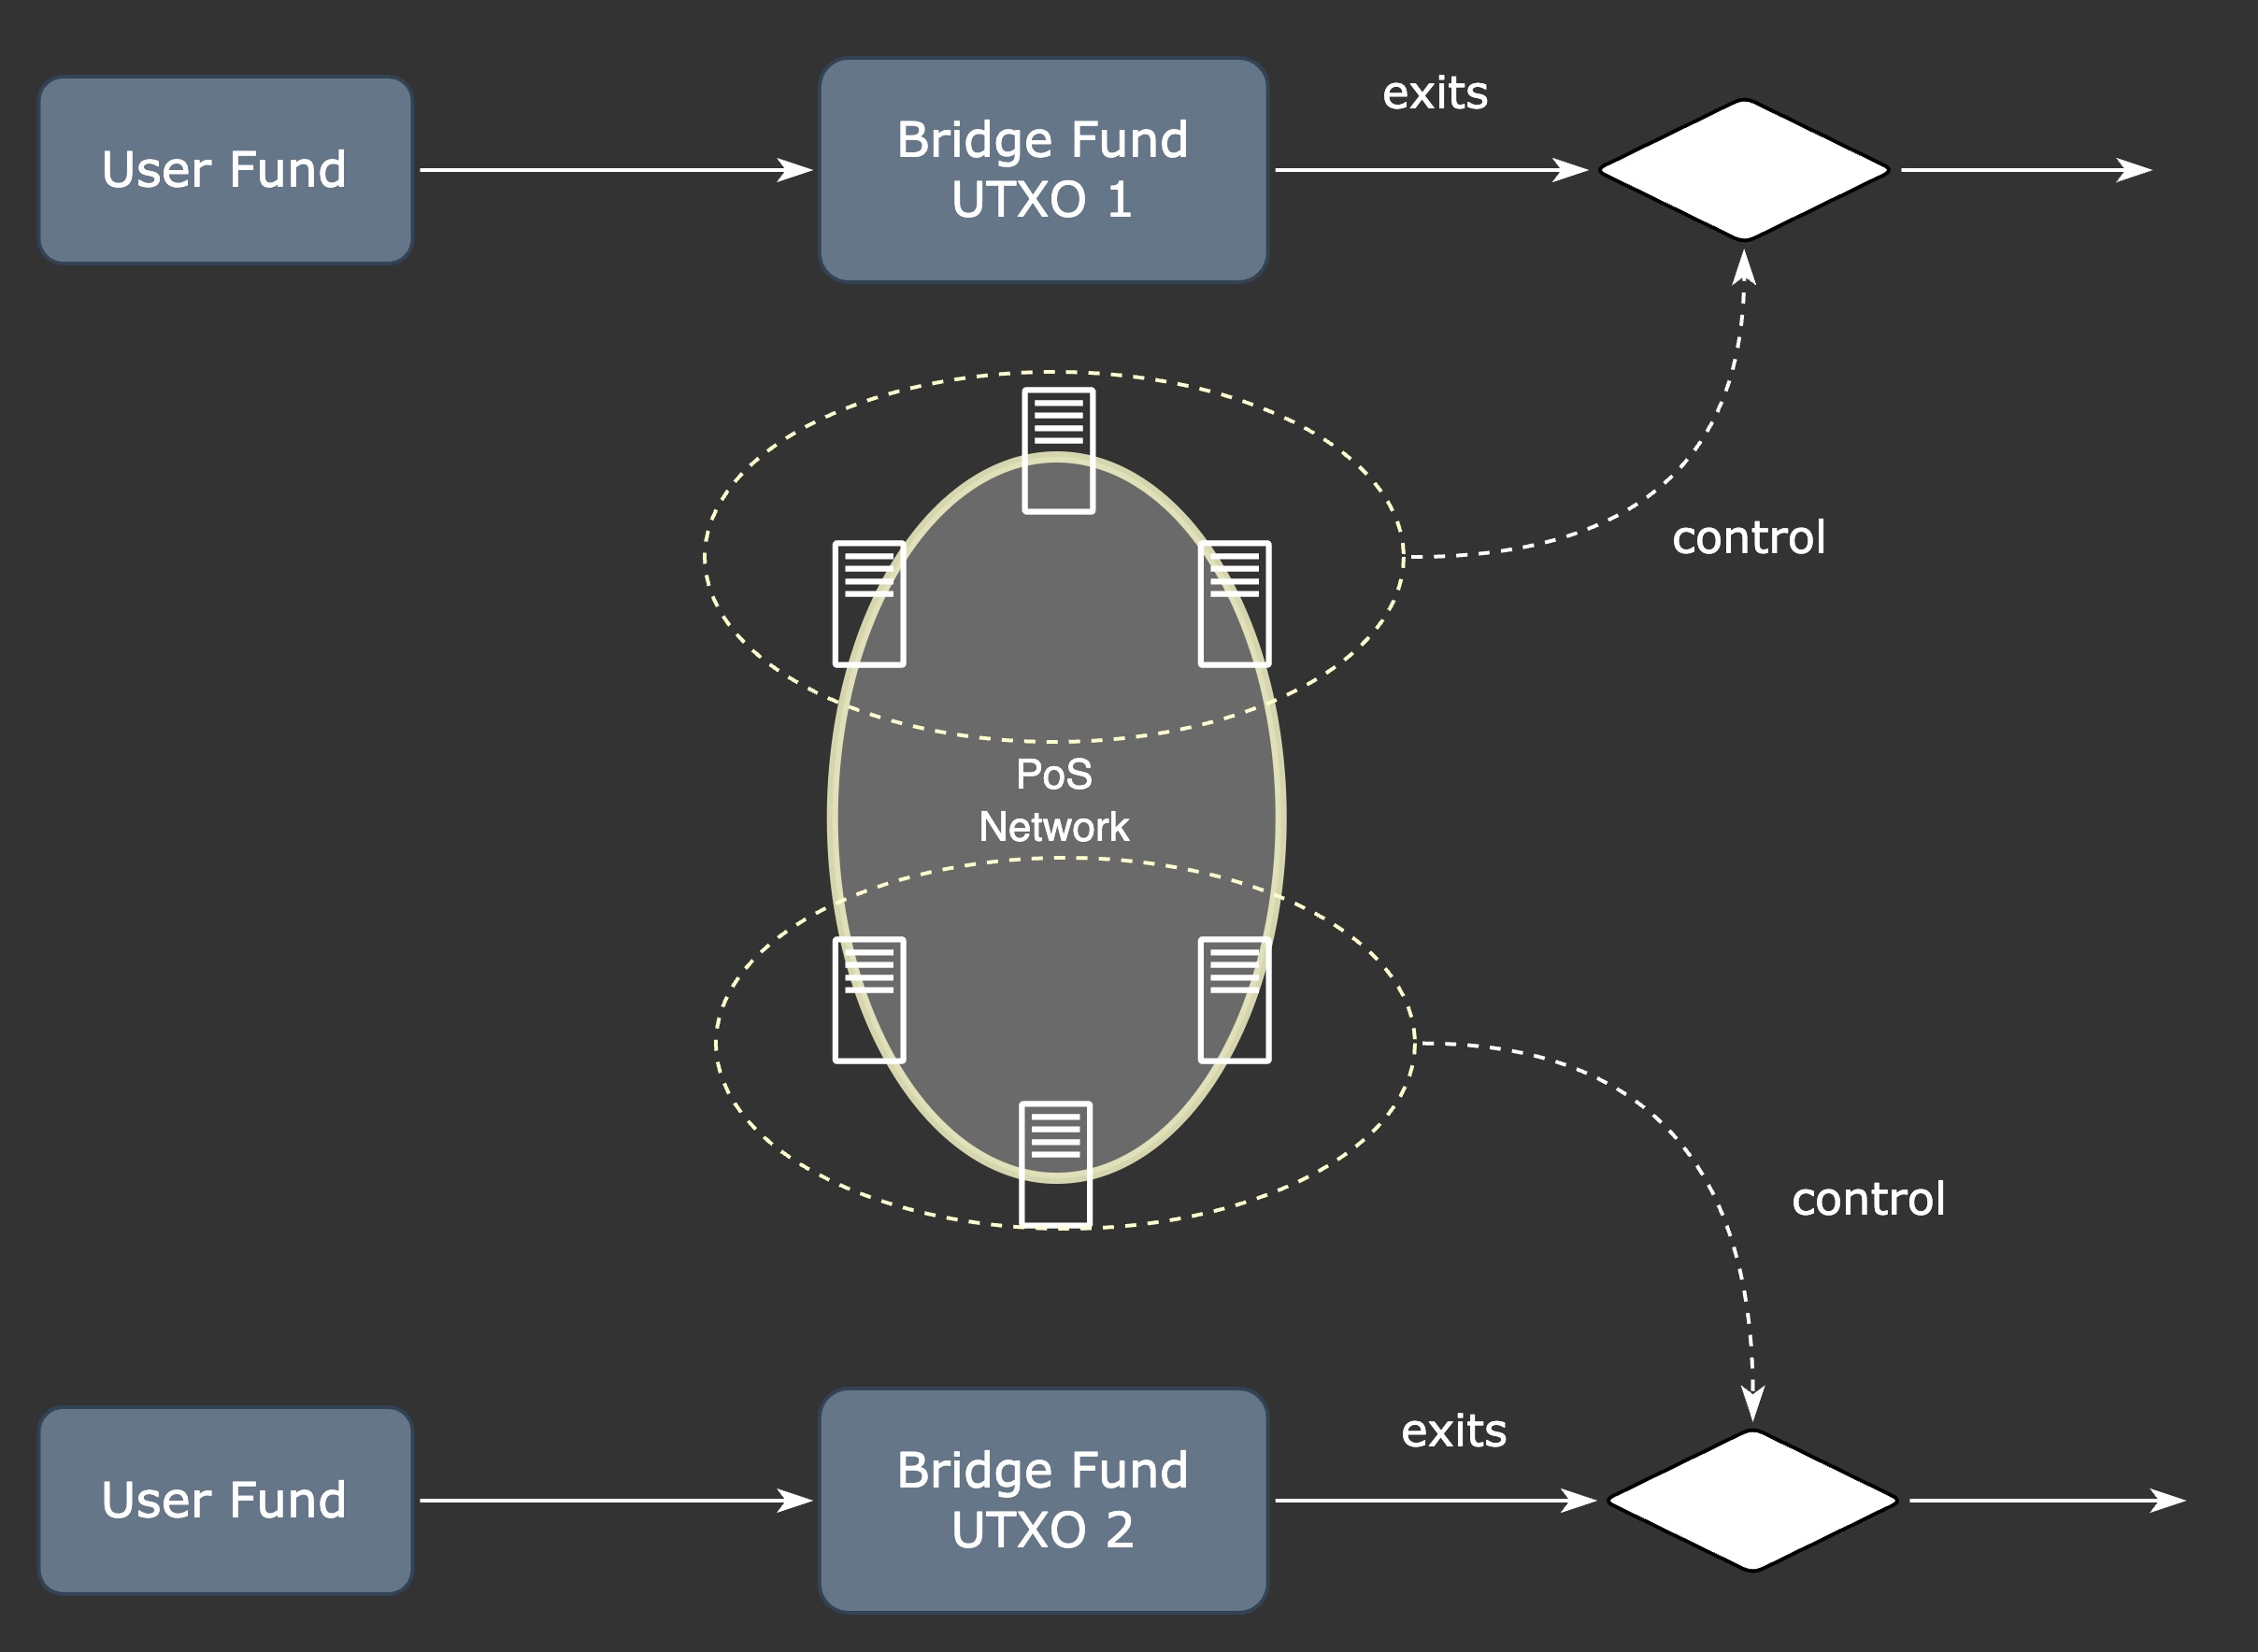 exits
User Fund
Bridge Fund
UTXO 1
control
PoS
Network
control
exits
User Fund
Bridge Fund
UTXO 2